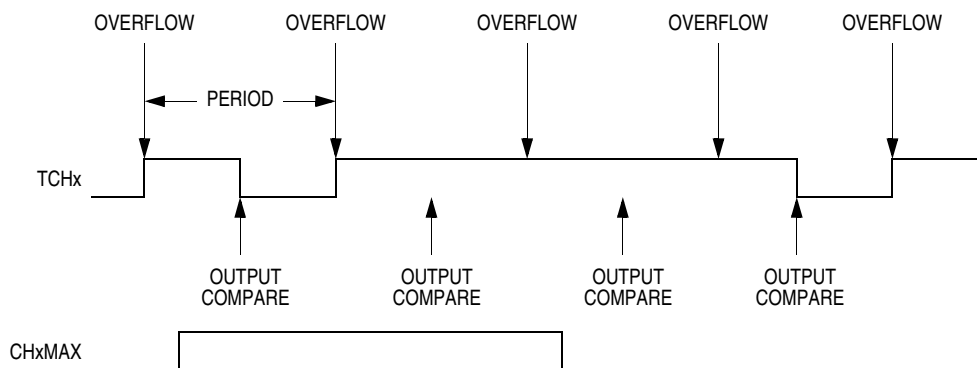 OVERFLOW OVERFLOW OVERFLOW OVERFLOW OVERFLOW
PERIOD
TCHx
OUTPUT OUTPUT OUTPUT OUTPUT
COMPARE COMPARE COMPARE COMPARE
CHxMAX